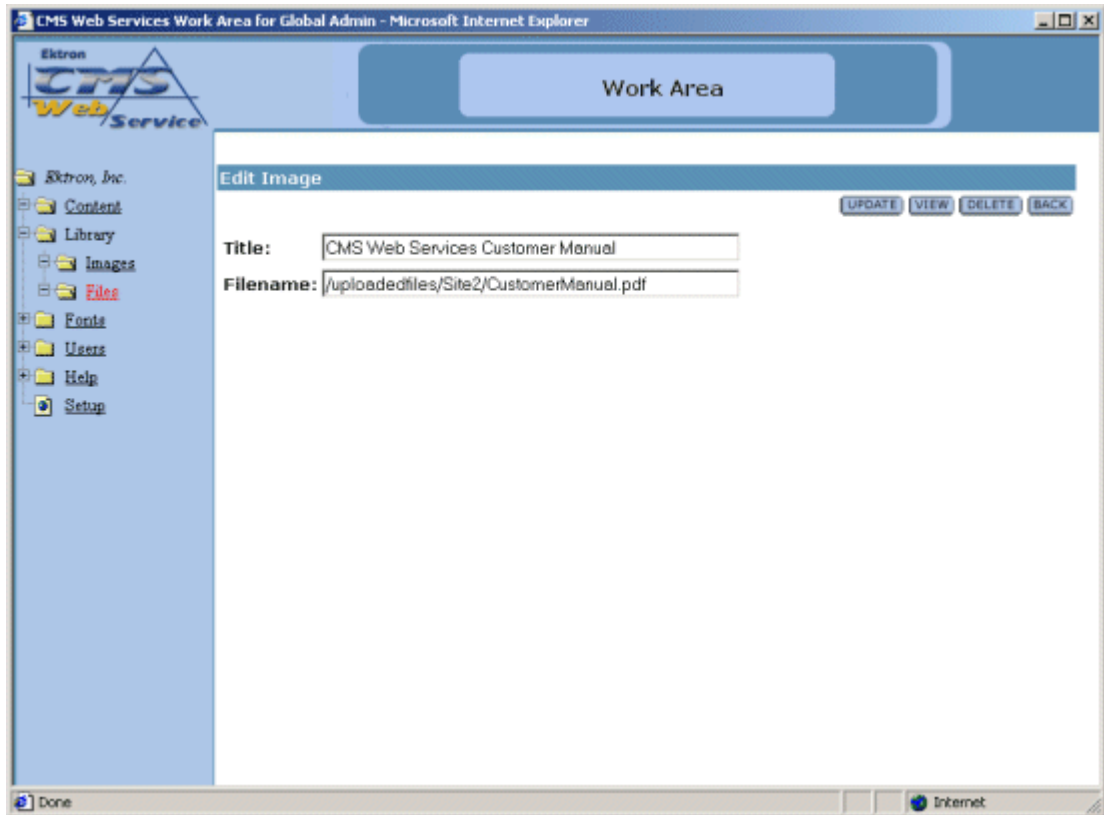 CMS Web Services Work Area for Global Admin - Microsoft Internet Explorer
Ektron
CMS
Web
Service
Work Area
Ektron, Inc.
Content
Library
Images
Files
Fonts
Users
Help
Setup
Edit Image
UPDATE VIEW DELETE BACK
Title: CMS Web Services Customer Manual
Filename: /uploadedfiles/Site2/CustomerManual.pdf
Done Internet